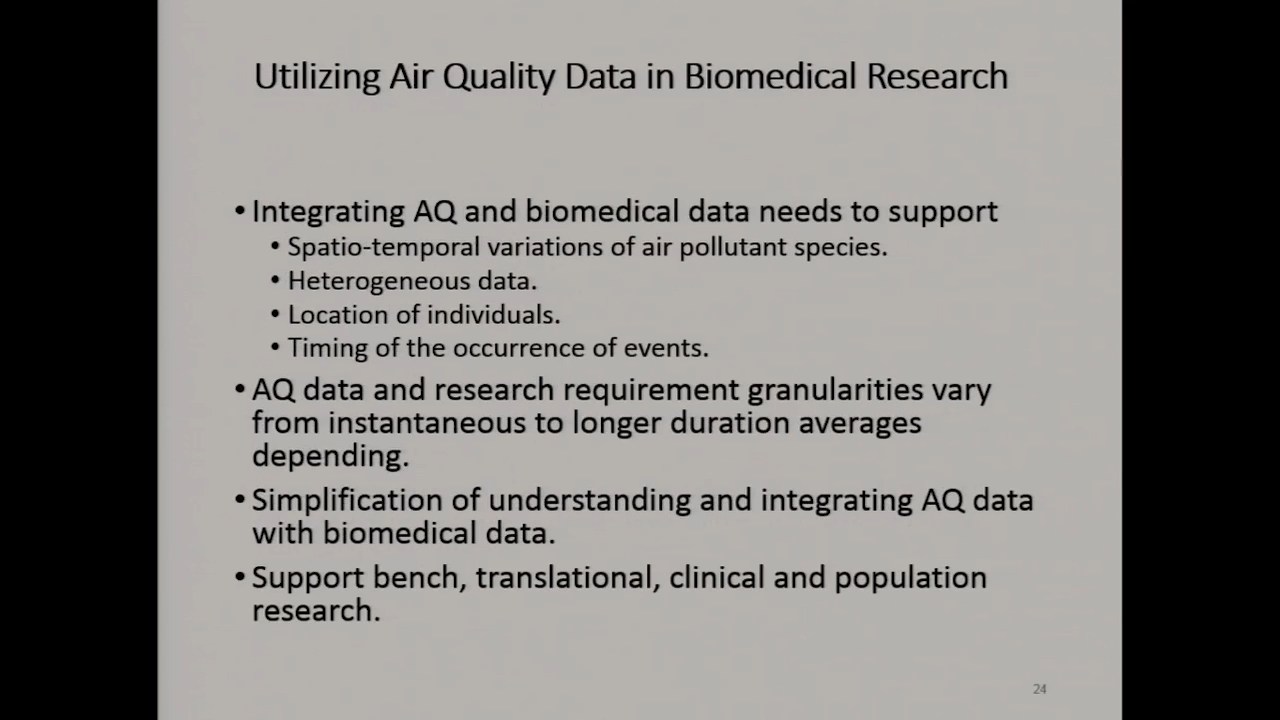 Utilizing Air Quality Data in Biomedical Research
• Integrating AQ and biomedical data needs to support
• Spatio-temporal variations of air pollutant species.
• Heterogeneous data.
• Location of individuals.
• Timing of the occurrence of events.
• AQ data and research requirement granularities vary
from instantaneous to longer duration averages
depending.
• Simplification of understanding and integrating AQ data
with biomedical data.
• Support bench, translational, clinical and population
research.
24